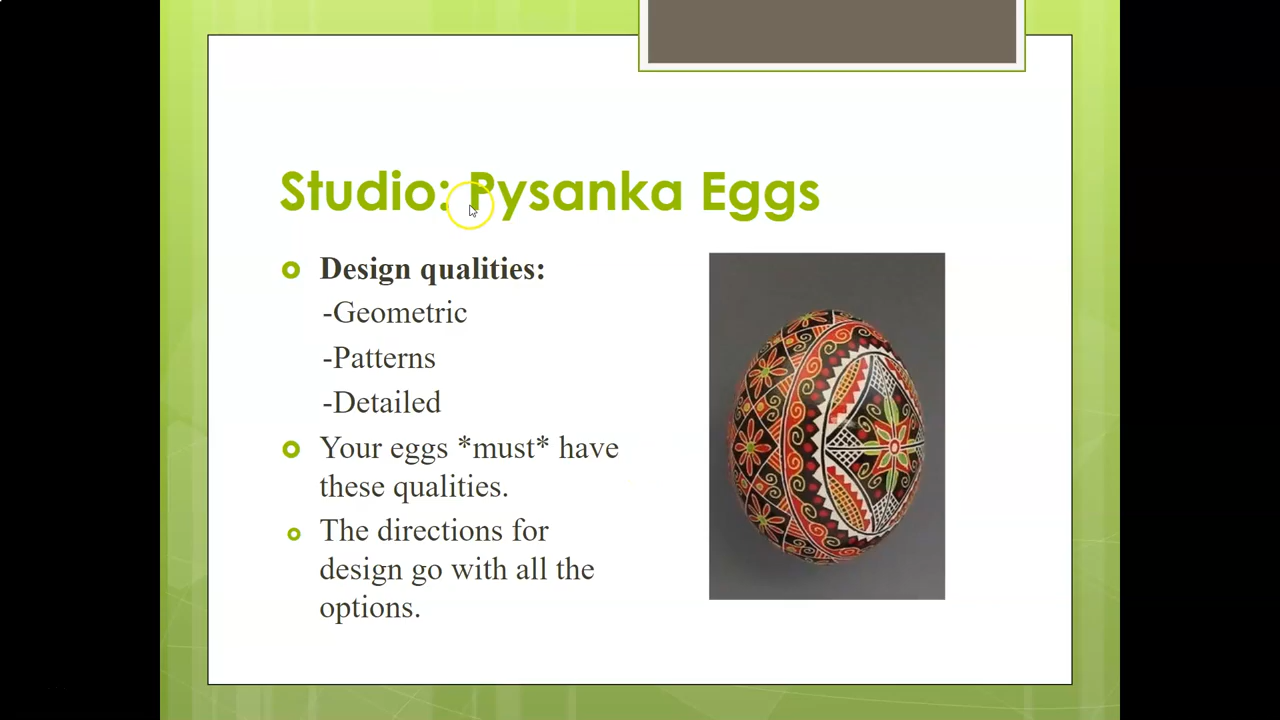 Studio: Pysanka Eggs
Design qualities:
-Geometric
-Patterns
-Detailed
Your eggs *must* have
these qualities.
The directions for
design go with all the
options.